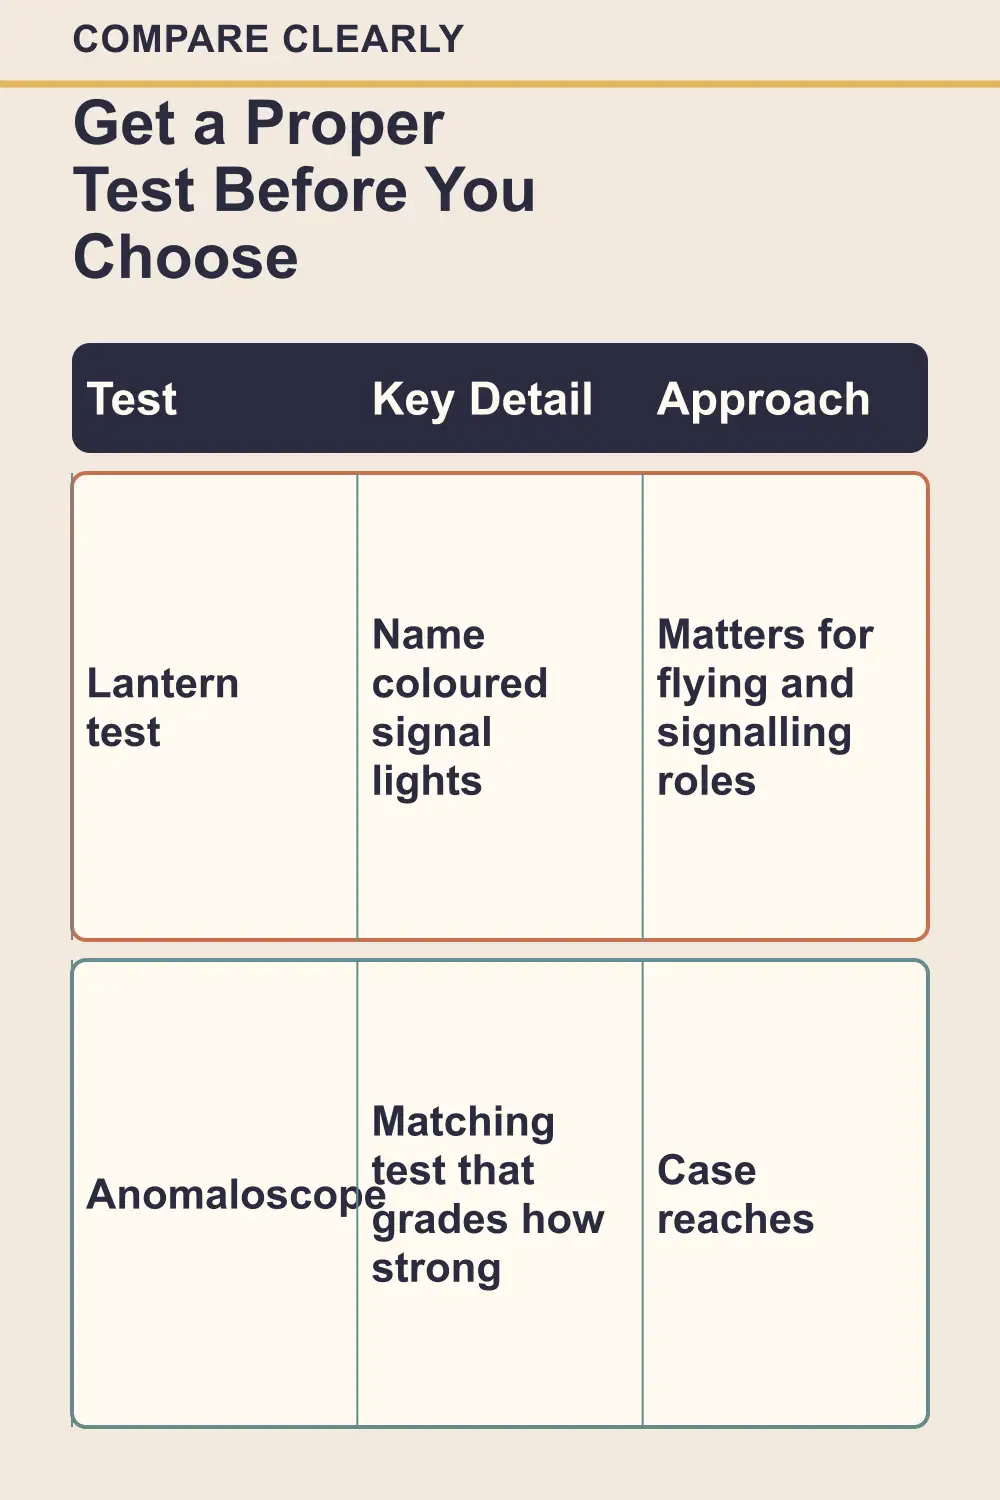 COMPARE CLEARLY
Get a Proper
Test Before You
Choose
Test Key Detail Approach
Lantern
test
Name
coloured
signal
lights
Matters for
flying and
signalling
roles
Anomaloscope
Matching
test that
grades how
strong
Case
reaches